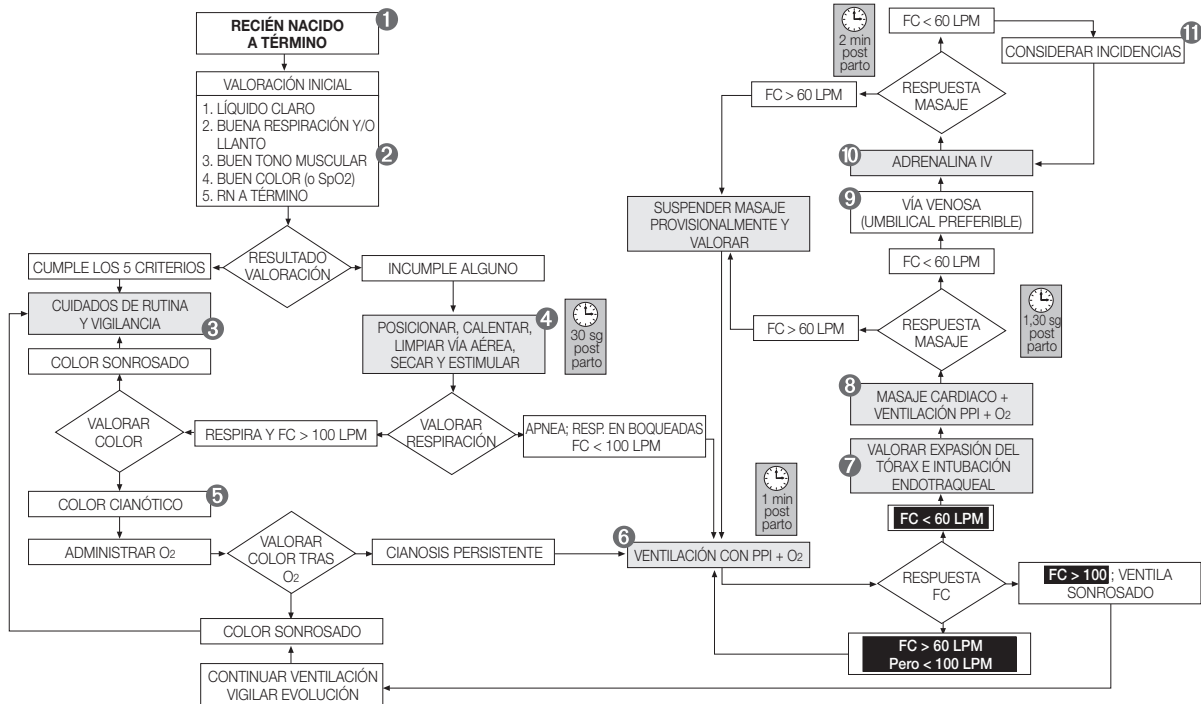 1
RECIÉN NACIDO
A TÉRMINO
VALORACIÓN INICIAL
1. LÍQUIDO CLARO
2. BUENA RESPIRACIÓN Y/O
LLANTO
3. BUEN TONO MUSCULAR
4. BUEN COLOR (o SpO2)
5. RN A TÉRMINO
2
RESULTADO
VALORACIÓN
CUMPLE LOS 5 CRITERIOS
INCUMPLE ALGUNO
CUIDADOS DE RUTINA
Y VIGILANCIA
3
POSICIONAR, CALENTAR,
LIMPIAR VÍA AÉREA,
SECAR Y ESTIMULAR
4
30 sg
post
parto
COLOR SONROSADO
VALORAR
COLOR
RESPIRA Y FC > 100 LPM
VALORAR
RESPIRACIÓN
APNEA; RESP. EN BOQUEADAS
FC < 100 LPM
COLOR CIANÓTICO
5
ADMINISTRAR O2
VALORAR
COLOR TRAS
O2
CIANOSIS PERSISTENTE
COLOR SONROSADO
CONTINUAR VENTILACIÓN
VIGILAR EVOLUCIÓN
1 min
post
parto
6
VENTILACIÓN CON PPI + O2
RESPUESTA
FC
FC > 100 ; VENTILA
SONROSADO
FC > 60 LPM
Pero < 100 LPM
FC < 60 LPM
7
VALORAR EXPASIÓN DEL
TÓRAX E INTUBACIÓN
ENDOTRAQUEAL
8
MASAJE CARDIACO +
VENTILACIÓN PPI + O2
RESPUESTA
MASAJE
1,30 sg
post
parto
FC > 60 LPM
FC < 60 LPM
SUSPENDER MASAJE
PROVISIONALMENTE Y
VALORAR
9
VÍA VENOSA
(UMBILICAL PREFERIBLE)
10
ADRENALINA IV
RESPUESTA
MASAJE
2 min
post
parto
FC > 60 LPM
FC < 60 LPM
11
CONSIDERAR INCIDENCIAS